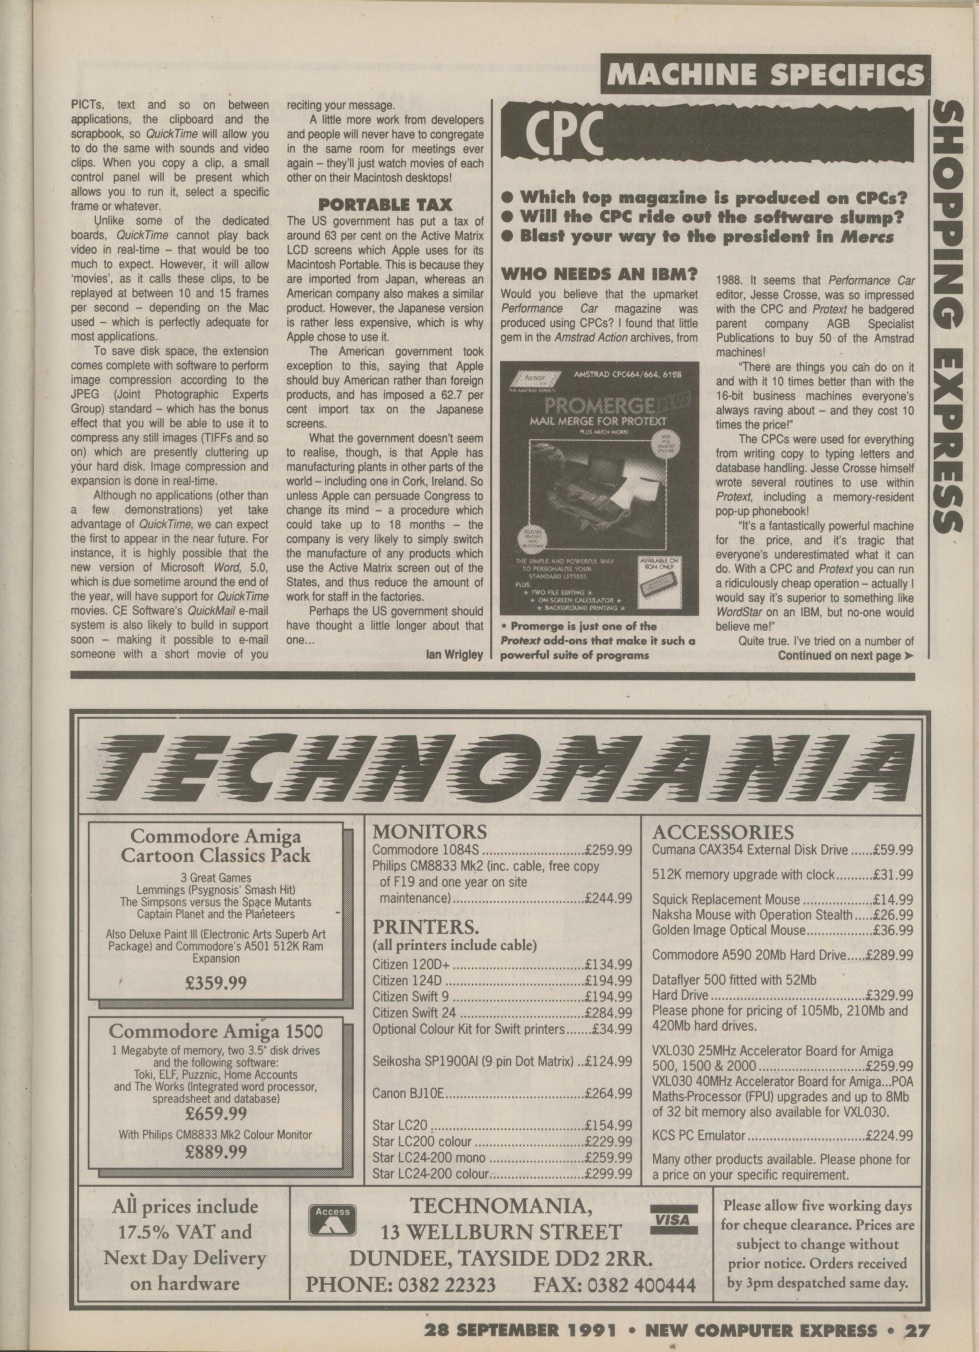 MACHINE SPECIFICS
SHOPPING EXPRESS
PICTs, text and so on between
applications, the clipboard and the
scrapbook, so QuickTime will allow you
to do the same with sounds and video
clips. When you copy a clip, a small
control panel will be present which
allows you to run it, select a specific
frame or whatever.
Unlike some of the dedicated
boards, QuickTime cannot play back
video in real-time – that would be too
much to expect. However, it will allow
'movies', as it calls these clips, to be
replayed at between 10 and 15 frames
per second – depending on the Mac
used – which is perfectly adequate for
most applications.
To save disk space, the extension
comes complete with software to perform
image compression according to the
JPEG (Joint Photographic Experts
Group) standard – which has the bonus
effect that you will be able to use it to
compress any still images (TIFFs and so
on) which are presently cluttering up
your hard disk. Image compression and
expansion is done in real-time.
Although no applications (other than
a few demonstrations) yet take
advantage of QuickTime, we can expect
the first to appear in the near future. For
instance, it is highly possible that the
new version of Microsoft Word, 5.0,
which is due sometime around the end of
the year, will have support for QuickTime
movies. CE Software's QuickMail e-mail
system is also likely to build in support
soon – making it possible to e-mail
someone with a short movie of you
reciting your message.
A little more work from developers
and people will never have to congregate
in the same room for meetings ever
again – they'll just watch movies of each
other on their Macintosh desktops!
PORTABLE TAX
The US government has put a tax of
around 63 per cent on the Active Matrix
LCD screens which Apple uses for its
Macintosh Portable. This is because they
are imported from Japan, whereas an
American company also makes a similar
product. However, the Japanese version
is rather less expensive, which is why
Apple chose to use it.
The American government took
exception to this, saying that Apple
should buy American rather than foreign
products, and has imposed a 62.7 per
cent import tax on the Japanese
screens.
What the government doesn't seem
to realise, though, is that Apple has
manufacturing plants in other parts of the
world – including one in Cork, Ireland. So
unless Apple can persuade Congress to
change its mind – a procedure which
could take up to 18 months – the
company is very likely to simply switch
the manufacture of any products which
use the Active Matrix screen out of the
States, and thus reduce the amount of
work for staff in the factories.
Perhaps the US government should
have thought a little longer about that
one...
Ian Wrigley
CPC
● Which top magazine is produced on CPCs?
● Will the CPC ride out the software slump?
● Blast your way to the president in Mercs
WHO NEEDS AN IBM?
Would you believe that the upmarket
Performance Car magazine was
produced using CPCs? I found that little
gem in the Amstrad Action archives, from
AMSTRAD CPC464/664, 6128
PROMERGE PLUS
MAIL MERGE FOR PROTEXT
PLUS MUCH MORE!
THE SIMPLE AND POWERFUL WAY
TO PERSONALISE YOUR
STANDARD LETTERS
PLUS:
★ TWO FILE EDITING ★
★ ON-SCREEN CALCULATOR ★
★ BACKGROUND PRINTING ★
AVAILABLE ON
ROM ONLY
• Promerge is just one of the
Protext add-ons that make it such a
powerful suite of programs
1988. It seems that Performance Car
editor, Jesse Crosse, was so impressed
with the CPC and Protext he badgered
parent company AGB Specialist
Publications to buy 50 of the Amstrad
machines!
"There are things you can do on it
and with it 10 times better than with the
16-bit business machines everyone's
always raving about – and they cost 10
times the price!"
The CPCs were used for everything
from writing copy to typing letters and
database handling. Jesse Crosse himself
wrote several routines to use within
Protext, including a memory-resident
pop-up phonebook!
"It's a fantastically powerful machine
for the price, and it's tragic that
everyone's underestimated what it can
do. With a CPC and Protext you can run
a ridiculously cheap operation – actually I
would say it's superior to something like
WordStar on an IBM, but no-one would
believe me!"
Quite true. I've tried on a number of
Continued on next page ➤
TECHNOMANIA
Commodore Amiga
Cartoon Classics Pack
3 Great Games
Lemmings (Psygnosis' Smash Hit)
The Simpsons versus the Space Mutants
Captain Planet and the Planeteers
Also Deluxe Paint III (Electronic Arts Superb Art
Package) and Commodore's A501 512K Ram
Expansion
£359.99
Commodore Amiga 1500
1 Megabyte of memory, two 3.5" disk drives
and the following software:
Toki, ELF, Puzznic, Home Accounts
and The Works (Integrated word processor,
spreadsheet and database)
£659.99
With Philips CM8833 Mk2 Colour Monitor
£889.99
MONITORS
Commodore 1084S ............................£259.99
Philips CM8833 Mk2 (inc. cable, free copy
of F19 and one year on site
maintenance)....................................£244.99
PRINTERS.
(all printers include cable)
Citizen 120D+ ....................................£134.99
Citizen 124D ......................................£194.99
Citizen Swift 9 ....................................£194.99
Citizen Swift 24 ..................................£284.99
Optional Colour Kit for Swift printers.......£34.99
Seikosha SP1900AI (9 pin Dot Matrix) ..£124.99
Canon BJ10E......................................£264.99
Star LC20 ..........................................£154.99
Star LC200 colour ..............................£229.99
Star LC24-200 mono ..........................£259.99
Star LC24-200 colour..........................£299.99
ACCESSORIES
Cumana CAX354 External Disk Drive .....£59.99
512K memory upgrade with clock..........£31.99
Squick Replacement Mouse ..................£14.99
Naksha Mouse with Operation Stealth.....£26.99
Golden Image Optical Mouse.................£36.99
Commodore A590 20Mb Hard Drive.....£289.99
Dataflyer 500 fitted with 52Mb
Hard Drive..........................................£329.99
Please phone for pricing of 105Mb, 210Mb and
420Mb hard drives.
VXL030 25MHz Accelerator Board for Amiga
500, 1500 & 2000 .............................£259.99
VXL030 40MHz Accelerator Board for Amiga...POA
Maths-Processor (FPU) upgrades and up to 8Mb
of 32 bit memory also available for VXL030.
KCS PC Emulator................................£224.99
Many other products available. Please phone for
a price on your specific requirement.
All prices include
17.5% VAT and
Next Day Delivery
on hardware
Access
VISA
TECHNOMANIA,
13 WELLBURN STREET
DUNDEE, TAYSIDE DD2 2RR.
PHONE: 0382 22323 FAX: 0382 400444
Please allow five working days
for cheque clearance. Prices are
subject to change without
prior notice. Orders received
by 3pm despatched same day.
28 SEPTEMBER 1991 • NEW COMPUTER EXPRESS • 27